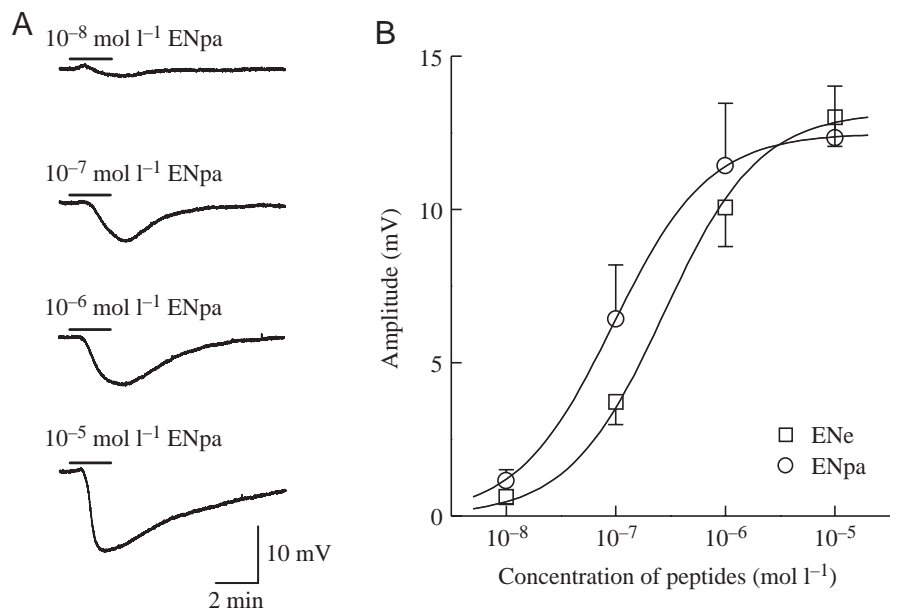 A
10⁻⁸ mol l⁻¹ ENpa
10⁻⁷ mol l⁻¹ ENpa
10⁻⁶ mol l⁻¹ ENpa
10⁻⁵ mol l⁻¹ ENpa
10 mV
2 min
B
15
10
5
0
Amplitude (mV)
ENe
ENpa
10⁻⁸ 10⁻⁷ 10⁻⁶ 10⁻⁵
Concentration of peptides (mol l⁻¹)